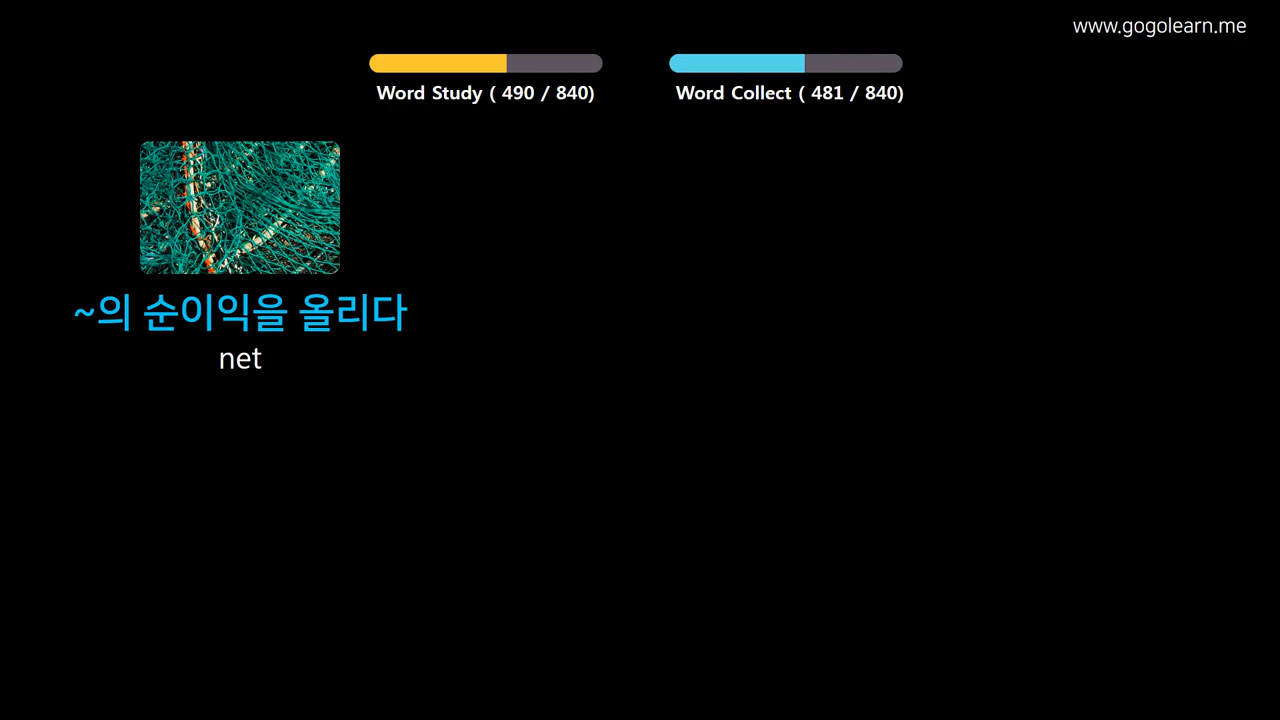 www.gogolearn.me
Word Study ( 490 / 840)
Word Collect ( 481 / 840)
~의 순이익을 올리다
net